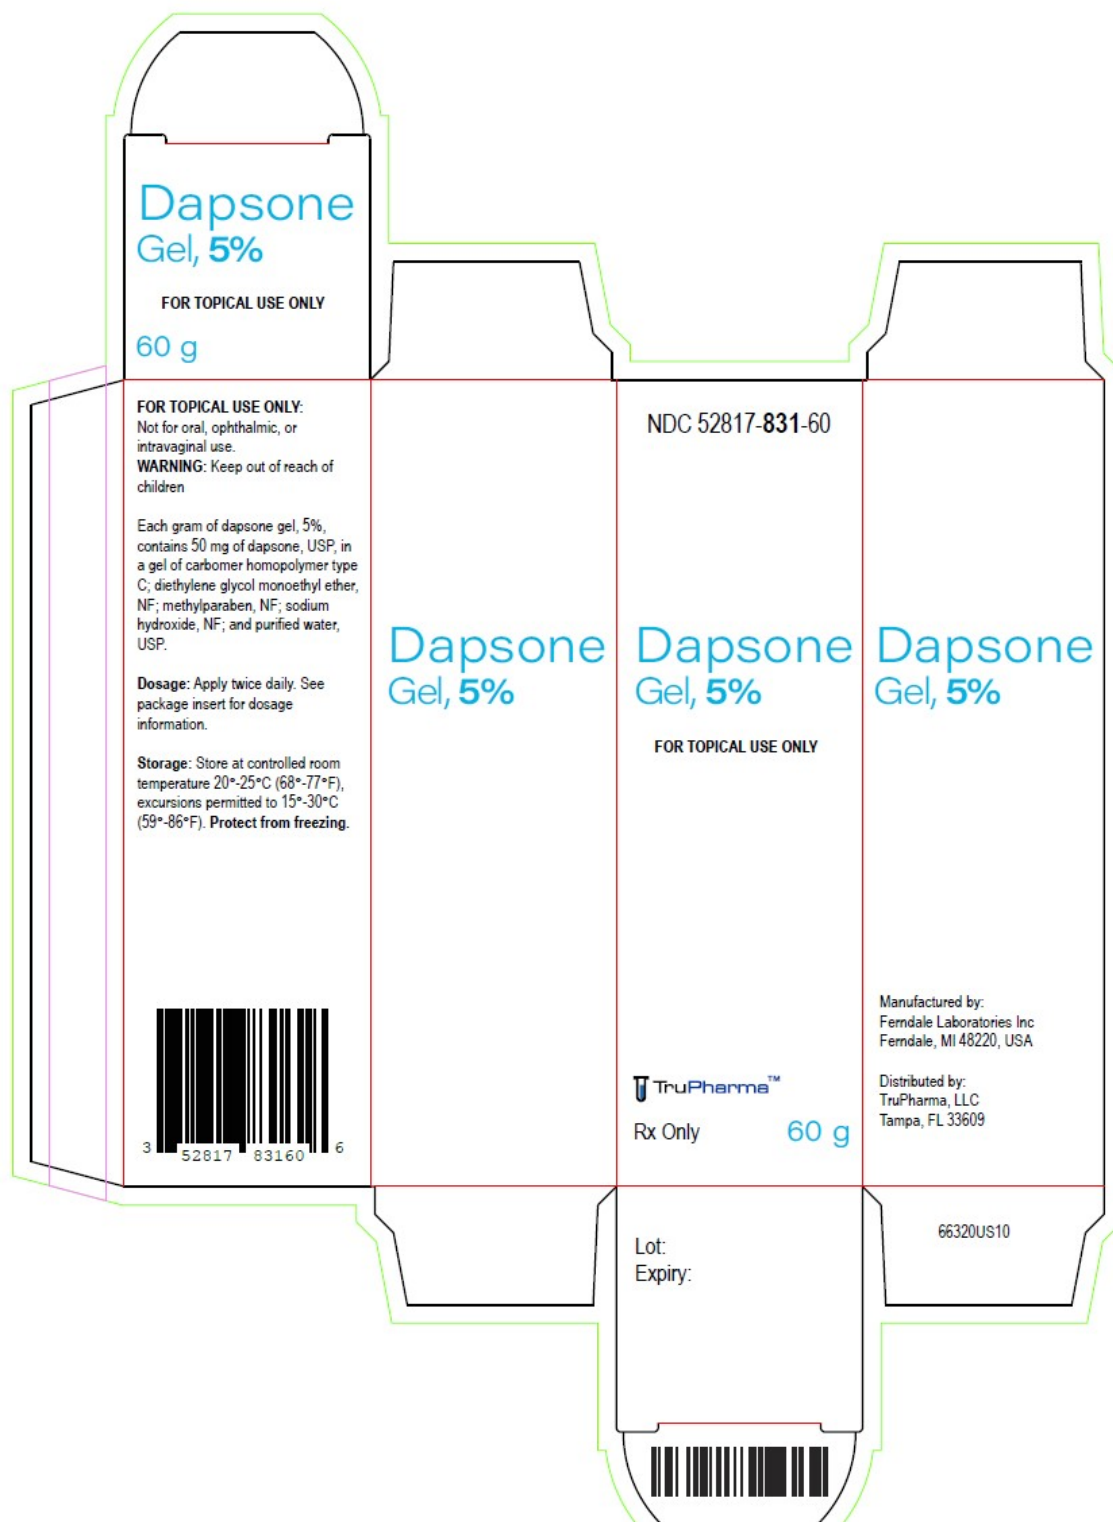 Dapsone
Gel, 5%
FOR TOPICAL USE ONLY
60 g
FOR TOPICAL USE ONLY:
Not for oral, ophthalmic, or
intravaginal use.
WARNING: Keep out of reach of
children
Each gram of dapsone gel, 5%,
contains 50 mg of dapsone, USP, in
a gel of carbomer homopolymer type
C; diethylene glycol monoethyl ether,
NF; methylparaben, NF; sodium
hydroxide, NF; and purified water,
USP.
Dosage: Apply twice daily. See
package insert for dosage
information.
Storage: Store at controlled room
temperature 20°-25°C (68°-77°F),
excursions permitted to 15°-30°C
(59°-86°F). Protect from freezing.
3 52817 83160 6
Dapsone
Gel, 5%
NDC 52817-831-60
Dapsone
Gel, 5%
FOR TOPICAL USE ONLY
TruPharma™
Rx Only 60 g
Lot:
Expiry:
Dapsone
Gel, 5%
Manufactured by:
Ferndale Laboratories Inc
Ferndale, MI 48220, USA
Distributed by:
TruPharma, LLC
Tampa, FL 33609
66320US10